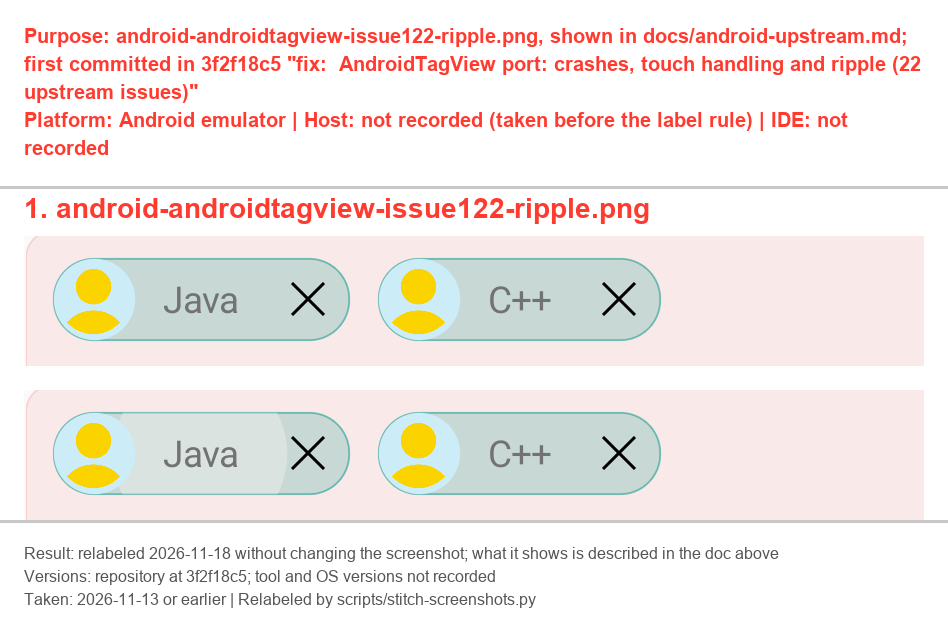 Purpose: android-androidtagview-issue122-ripple.png, shown in docs/android-upstream.md;
first committed in 3f2f18c5 "fix:  AndroidTagView port: crashes, touch handling and ripple (22
upstream issues)"
Platform: Android emulator | Host: not recorded (taken before the label rule) | IDE: not
recorded
1. android-androidtagview-issue122-ripple.png
Java
C++
Java
C++
Result: relabeled 2026-11-18 without changing the screenshot; what it shows is described in the doc above
Versions: repository at 3f2f18c5; tool and OS versions not recorded
Taken: 2026-11-13 or earlier | Relabeled by scripts/stitch-screenshots.py